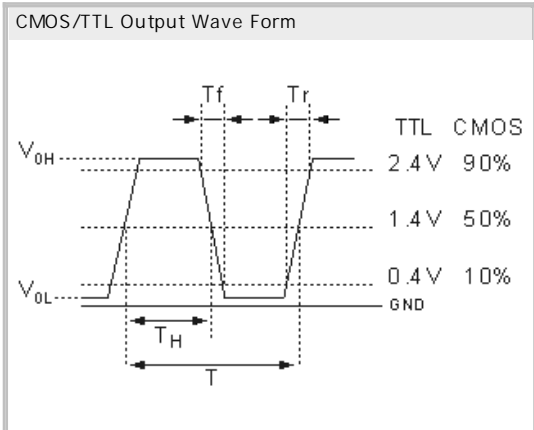 CMOS/TTL Output Wave Form
Tf Tr
TTL CMOS
V0H 2.4V 90%
1.4V 50%
0.4V 10%
V0L GND
TH
T